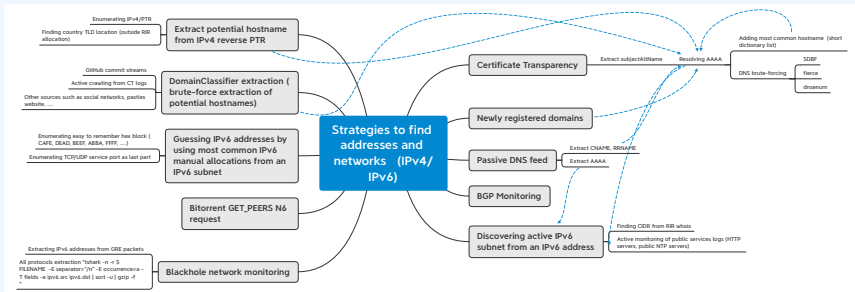 Enumerating IPv4/PTR
Finding country TLD location (outside RIR
allocation)
Extract potential hostname
from IPv4 reverse PTR
GitHub commit streams
Active crawling from CT logs
Other sources such as social networks, pasties
website, ....
DomainClassifier extraction (
brute-force extraction of
potential hostnames)
Enumerating easy to remember hex block (
CAFE, DEAD, BEEF, ABBA, FFFF, ....)
Enumerating TCP/UDP service port as last part
Guessing IPv6 addresses by
using most common IPv6
manual allocations from an
IPv6 subnet
Bitorrent GET_PEERS N6
request
Extracting IPv6 addresses from GRE packets
All protocols extraction "tshark -n -r $
FILENAME -E separator="/n" -E occurrence=a -
T fields -e ipv6.src ipv6.dst | sort -u | gzip -f
"
Blackhole network monitoring
Strategies to find
addresses and
networks (IPv4/
IPv6)
Certificate Transparency
Extract subjectAltName
Resolving AAAA
Adding most common hostname (short
dictionary list)
DNS brute-forcing
SDBF
fierce
dnsenum
Newly registered domains
Passive DNS feed
Extract CNAME, RRNAME
Extract AAAA
BGP Monitoring
Discovering active IPv6
subnet from an IPv6 address
Finding CIDR from RIR whois
Active monitoring of public services logs (HTTP
servers, public NTP servers)